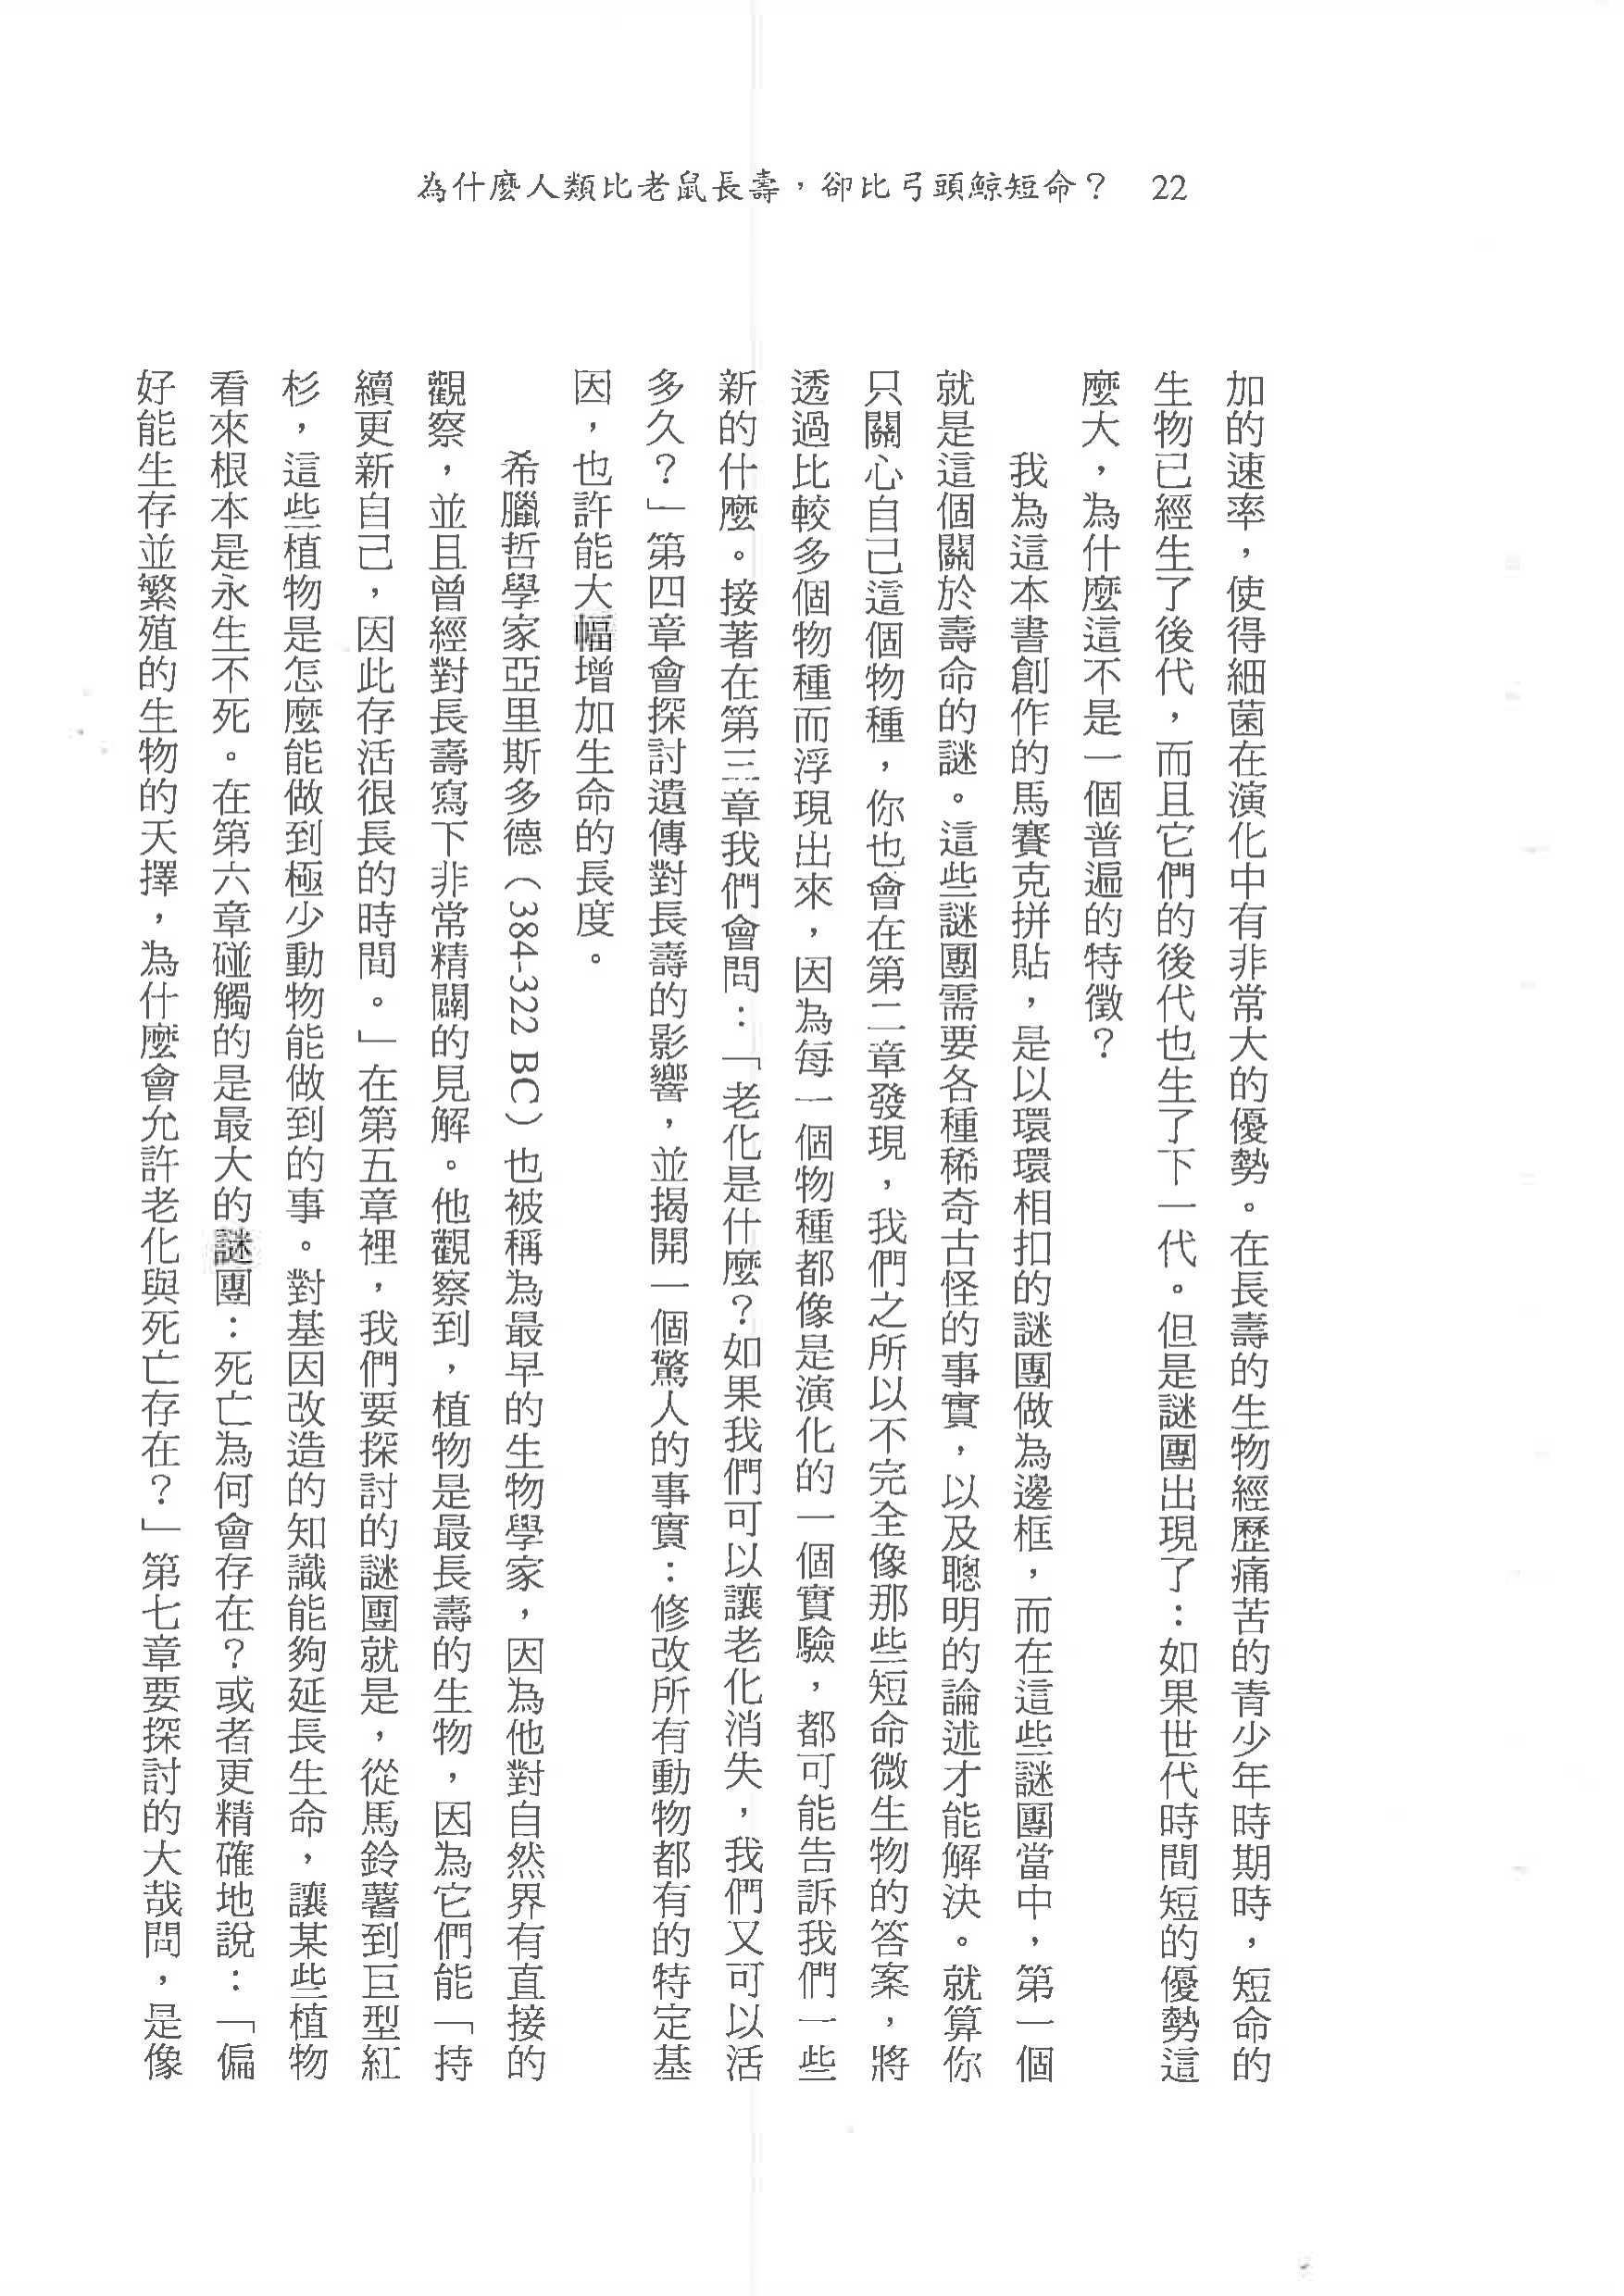 為什麼人類比老鼠長壽，卻比弓頭鯨短命？ 22
加的速率，使得細菌在演化中有非常大的優勢。在長壽的生物經歷痛苦的青少年時期時，短命的
生物已經生了後代，而且它們的後代也生了下一代。但是謎團出現了：如果世代時間短的優勢這
麼大，為什麼這不是一個普遍的特徵？
我為這本書創作的馬賽克拼貼，是以環環相扣的謎團做為邊框，而在這些謎團當中，第一個
就是這個關於壽命的謎。這些謎團需要各種稀奇古怪的事實，以及聰明的論述才能解決。就算你
只關心自己這個物種，你也會在第二章發現，我們之所以不完全像那些短命微生物的答案，將
透過比較多個物種而浮現出來，因為每一個物種都像是演化的一個實驗，都可能告訴我們一些
新的什麼。接著在第三章我們會問：「老化是什麼？如果我們可以讓老化消失，我們又可以活
多久？」第四章會探討遺傳對長壽的影響，並揭開一個驚人的事實：修改所有動物都有的特定基
因，也許能大幅增加生命的長度。
希臘哲學家亞里斯多德（384-322 BC）也被稱為最早的生物學家，因為他對自然界有直接的
觀察，並且曾經對長壽寫下非常精闢的見解。他觀察到，植物是最長壽的生物，因為它們能「持
續更新自己，因此存活很長的時間。」在第五章裡，我們要探討的謎團就是，從馬鈴薯到巨型紅
杉，這些植物是怎麼能做到極少動物能做到的事。對基因改造的知識能夠延長生命，讓某些植物
看來根本是永生不死。在第六章碰觸的是最大的謎團：死亡為何會存在？或者更精確地說：「偏
好能生存並繁殖的生物的天擇，為什麼會允許老化與死亡存在？」第七章要探討的大哉問，是像